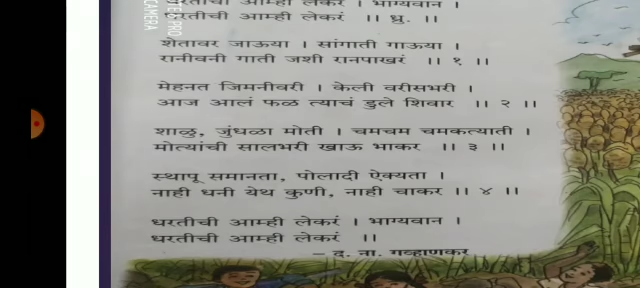 धरतीची आम्ही लेकरं । भाग्यवान ।
धरतीची आम्ही लेकरं ।। ध्रु. ।।
शेतावर जाऊया । सांगाती गाऊया ।
रानीवनी गाती जशी रानपाखरं ।। १ ।।
मेहनत जिमनीवरी । केली वरीसभरी ।
आज आलं फळ त्याचं डुले शिवार ।। २ ।।
शाळु, जुंधळा मोती । चमचम चमकत्याती ।
मोत्यांची सालभरी खाऊ भाकर ।। ३ ।।
स्थापू समानता, पोलादी ऐक्यता ।
नाही धनी येथ कुणी, नाही चाकर ।। ४ ।।
धरतीची आम्ही लेकरं । भाग्यवान ।
धरतीची आम्ही लेकरं ।।
– द. ना. गव्हाणकर
CAMERA